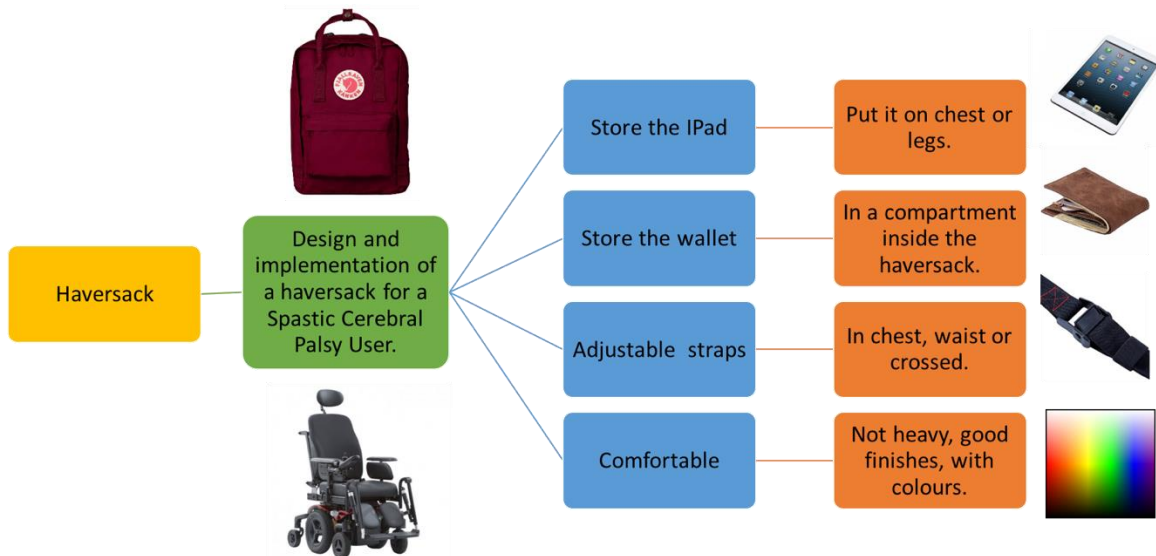 Haversack
Design and
implementation of
a haversack for a
Spastic Cerebral
Palsy User.
Store the IPad
Put it on chest or
legs.
Store the wallet
In a compartment
inside the
haversack.
Adjustable straps
In chest, waist or
crossed.
Comfortable
Not heavy, good
finishes, with
colours.